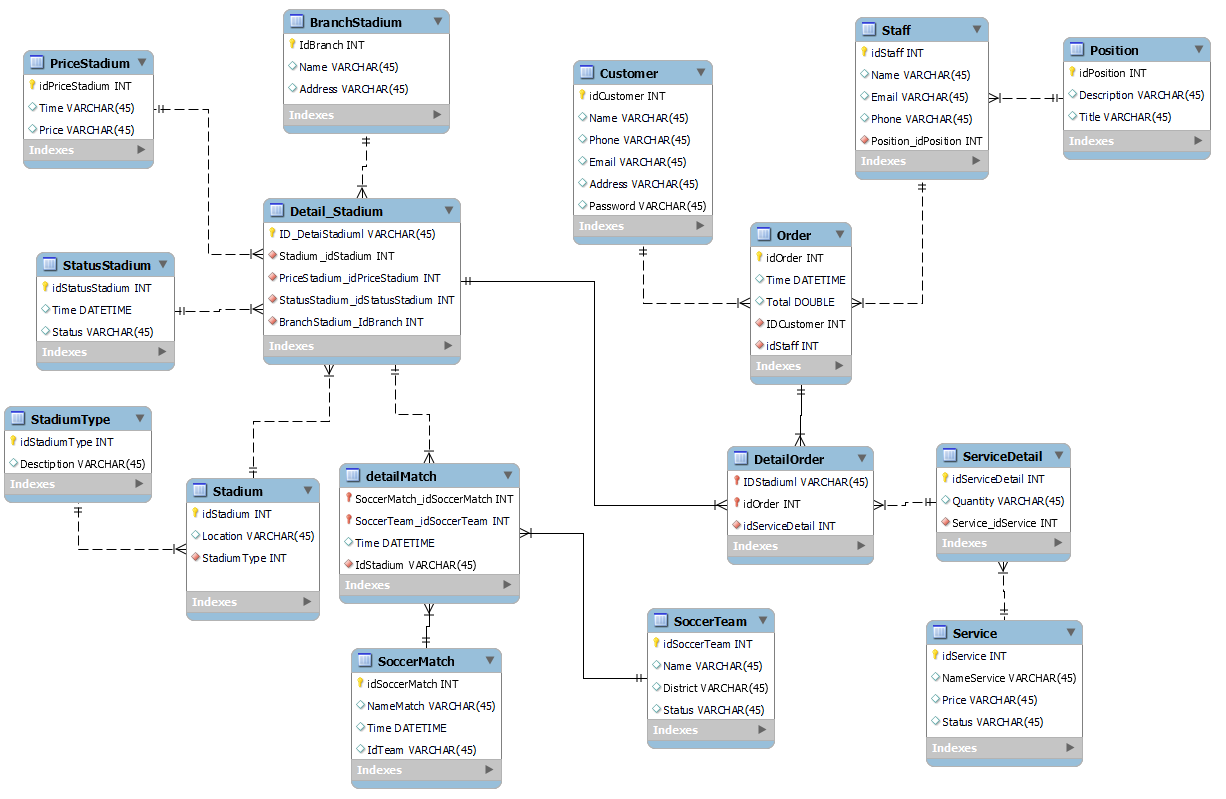 BranchStadium
IdBranch INT
Name VARCHAR(45)
Address VARCHAR(45)
Indexes
PriceStadium
idPriceStadium INT
Time VARCHAR(45)
Price VARCHAR(45)
Indexes
Customer
idCustomer INT
Name VARCHAR(45)
Phone VARCHAR(45)
Email VARCHAR(45)
Address VARCHAR(45)
Password VARCHAR(45)
Indexes
Staff
idStaff INT
Name VARCHAR(45)
Email VARCHAR(45)
Phone VARCHAR(45)
Position_idPosition INT
Indexes
Position
idPosition INT
Description VARCHAR(45)
Title VARCHAR(45)
Indexes
Detail_Stadium
ID_DetaiStadiuml VARCHAR(45)
Stadium_idStadium INT
PriceStadium_idPriceStadium INT
StatusStadium_idStatusStadium INT
BranchStadium_IdBranch INT
Indexes
StatusStadium
idStatusStadium INT
Time DATETIME
Status VARCHAR(45)
Indexes
Order
idOrder INT
Time DATETIME
Total DOUBLE
IDCustomer INT
idStaff INT
Indexes
StadiumType
idStadiumType INT
Desctiption VARCHAR(45)
Indexes
Stadium
idStadium INT
Location VARCHAR(45)
StadiumType INT
Indexes
detailMatch
SoccerMatch_idSoccerMatch INT
SoccerTeam_idSoccerTeam INT
Time DATETIME
IdStadium VARCHAR(45)
Indexes
DetailOrder
IDStadiuml VARCHAR(45)
idOrder INT
idServiceDetail INT
Indexes
ServiceDetail
idServiceDetail INT
Quantity VARCHAR(45)
Service_idService INT
Indexes
SoccerMatch
idSoccerMatch INT
NameMatch VARCHAR(45)
Time DATETIME
IdTeam VARCHAR(45)
Indexes
SoccerTeam
idSoccerTeam INT
Name VARCHAR(45)
District VARCHAR(45)
Status VARCHAR(45)
Indexes
Service
idService INT
NameService VARCHAR(45)
Price VARCHAR(45)
Status VARCHAR(45)
Indexes